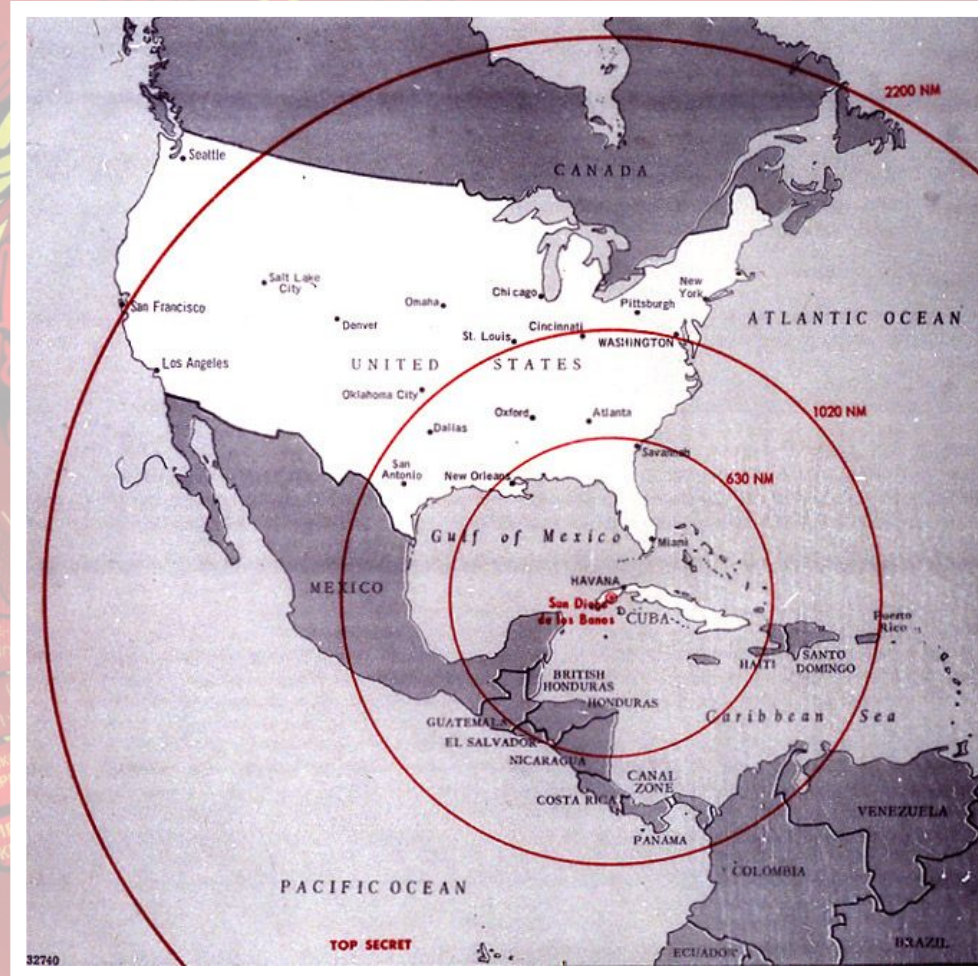 2200 NM
CANADA
Seattle
Salt Lake
City
San Francisco
Omaha
Chicago
Pittsburgh
New
York
Denver
St. Louis
Cincinnati
WASHINGTON
ATLANTIC OCEAN
Los Angeles
UNITED STATES
Oklahoma City
Oxford
Atlanta
1020 NM
Dallas
San
Antonio
New Orleans
Savannah
630 NM
Gulf of Mexico
Miami
MEXICO
HAVANA
San Diego
de los Banos
CUBA
Puerto
Rico
HAITI
SANTO
DOMINGO
BRITISH
HONDURAS
HONDURAS
GUATEMALA
Caribbean Sea
EL SALVADOR
NICARAGUA
CANAL
ZONE
COSTA RICA
VENEZUELA
PANAMA
COLOMBIA
PACIFIC OCEAN
TOP SECRET
ECUADOR
BRAZIL
32740